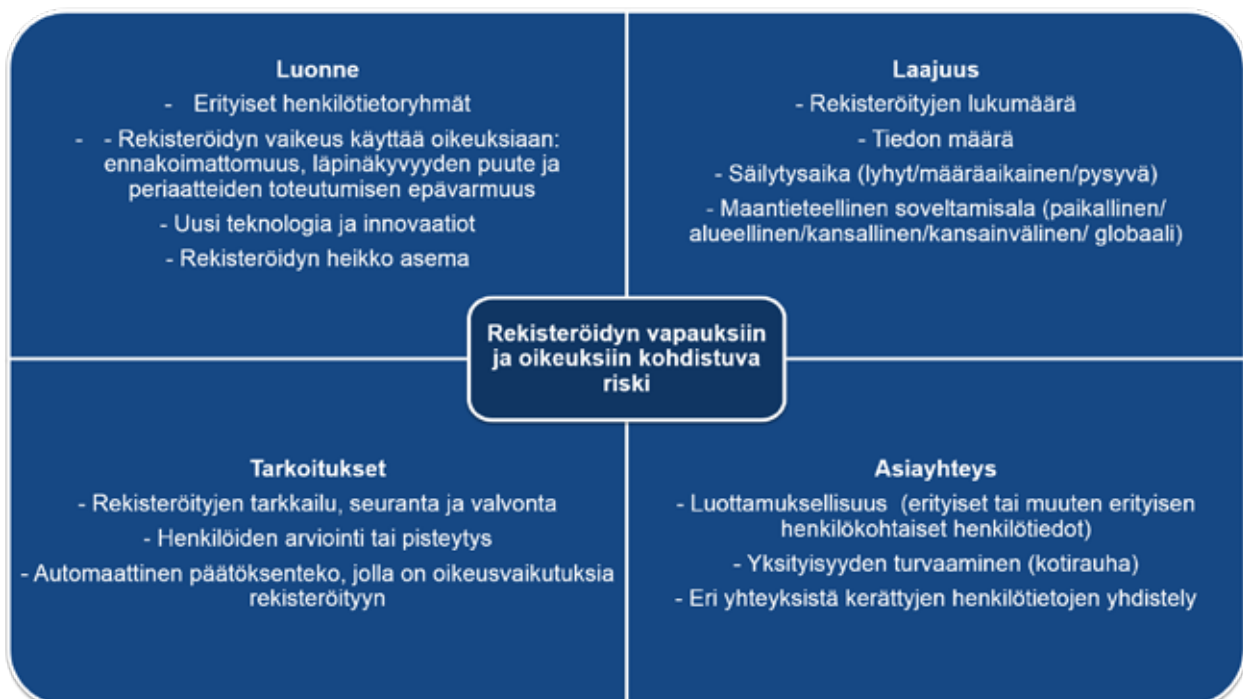 Luonne
- Erityiset henkilötietoryhmät
- - Rekisteröidyn vaikeus käyttää oikeuksiaan:
ennakoimattomuus, läpinäkyvyyden puute ja
periaatteiden toteutumisen epävarmuus
- Uusi teknologia ja innovaatiot
- Rekisteröidyn heikko asema
Laajuus
- Rekisteröityjen lukumäärä
- Tiedon määrä
- Säilytysaika (lyhyt/määräaikainen/pysyvä)
- Maantieteellinen soveltamisala (paikallinen/
alueellinen/kansallinen/kansainvälinen/ globaali)
Rekisteröidyn vapauksiin
ja oikeuksiin kohdistuva
riski
Tarkoitukset
- Rekisteröityjen tarkkailu, seuranta ja valvonta
- Henkilöiden arviointi tai pisteytys
- Automaattinen päätöksenteko, jolla on oikeusvaikutuksia
rekisteröityyn
Asiayhteys
- Luottamuksellisuus (erityiset tai muuten erityisen
henkilökohtaiset henkilötiedot)
- Yksityisyyden turvaaminen (kotirauha)
- Eri yhteyksistä kerättyjen henkilötietojen yhdistely